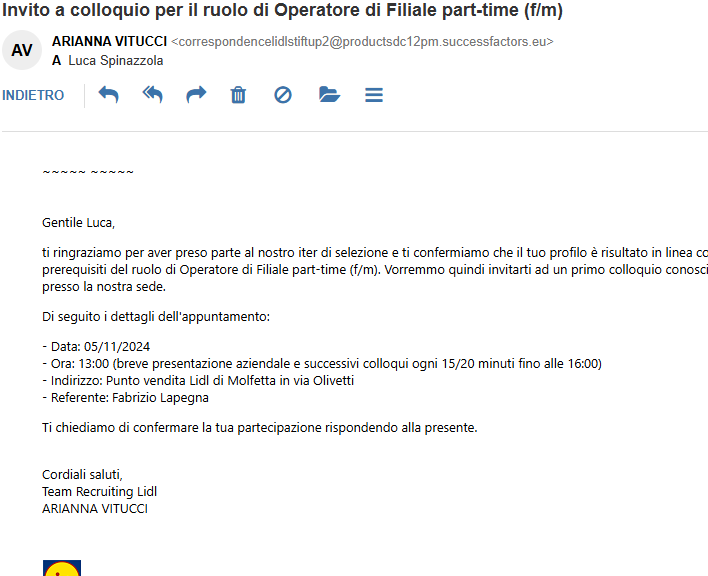 Invito a colloquio per il ruolo di Operatore di Filiale part-time (f/m)
AV
ARIANNA VITUCCI <correspondencelidlstiftup2@productsdc12pm.successfactors.eu>
A Luca Spinazzola
INDIETRO
~~~~~ ~~~~~
Gentile Luca,
ti ringraziamo per aver preso parte al nostro iter di selezione e ti confermiamo che il tuo profilo è risultato in linea co
prerequisiti del ruolo di Operatore di Filiale part-time (f/m). Vorremmo quindi invitarti ad un primo colloquio conosci
presso la nostra sede.
Di seguito i dettagli dell'appuntamento:
- Data: 05/11/2024
- Ora: 13:00 (breve presentazione aziendale e successivi colloqui ogni 15/20 minuti fino alle 16:00)
- Indirizzo: Punto vendita Lidl di Molfetta in via Olivetti
- Referente: Fabrizio Lapegna
Ti chiediamo di confermare la tua partecipazione rispondendo alla presente.
Cordiali saluti,
Team Recruiting Lidl
ARIANNA VITUCCI